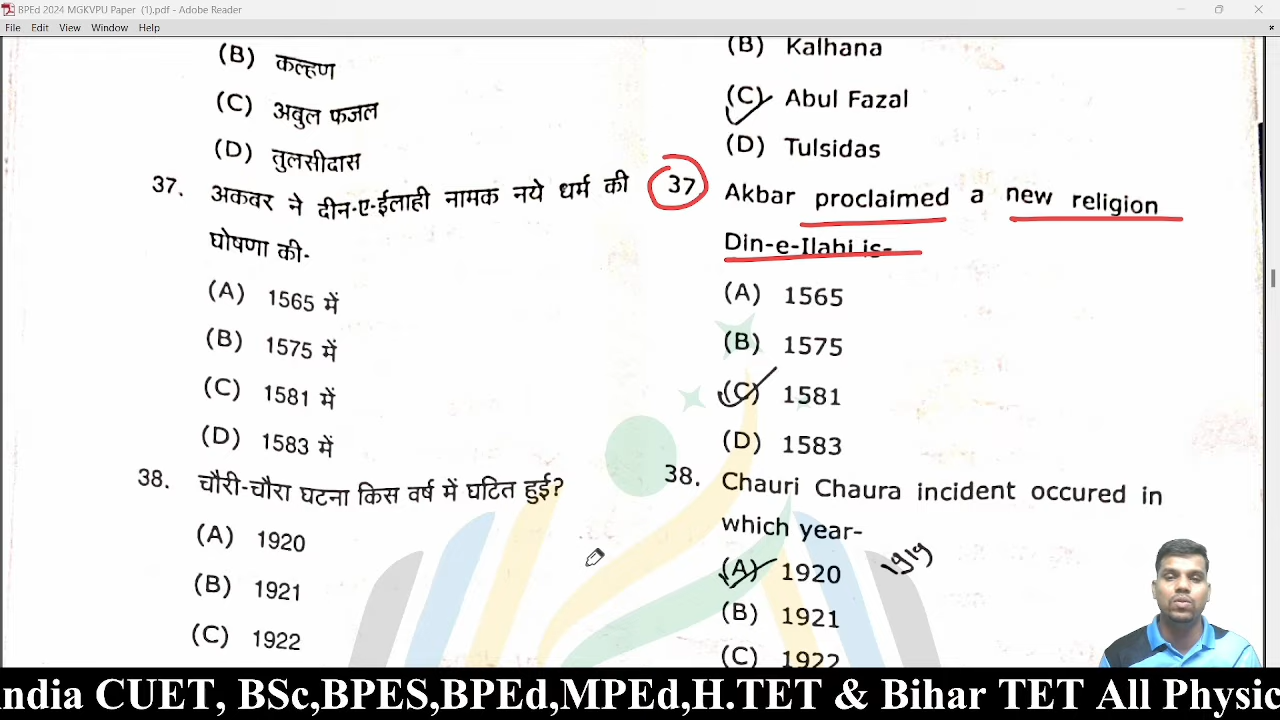 BPEd 2024 MGKVPU Paper (1).pdf - Adobe Reader
File Edit View Window Help
(B) कल्हण
(C) अबुल फजल
(D) तुलसीदास
37. अकबर ने दीन-ए-ईलाही नामक नये धर्म की
घोषणा की-
(A) 1565 में
(B) 1575 में
(C) 1581 में
(D) 1583 में
38. चौरी-चौरा घटना किस वर्ष में घटित हुई?
(A) 1920
(B) 1921
(C) 1922
(B) Kalhana
(C) Abul Fazal
(D) Tulsidas
37 Akbar proclaimed a new religion
Din-e-Ilahi is-
(A) 1565
(B) 1575
(C) 1581
(D) 1583
38. Chauri Chaura incident occured in
which year-
(A) 1920 1919
(B) 1921
(C) 1922
ndia CUET, BSc,BPES,BPEd,MPEd,H.TET & Bihar TET All Physic